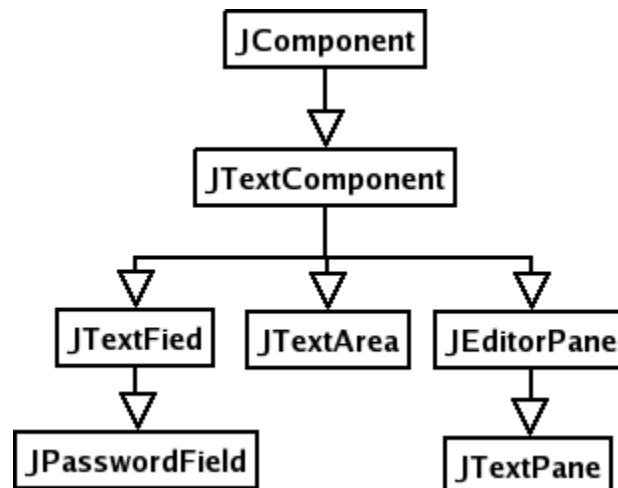 JComponent
JTextComponent
JTextFied
JTextArea
JEditorPane
JPasswordField
JTextPane